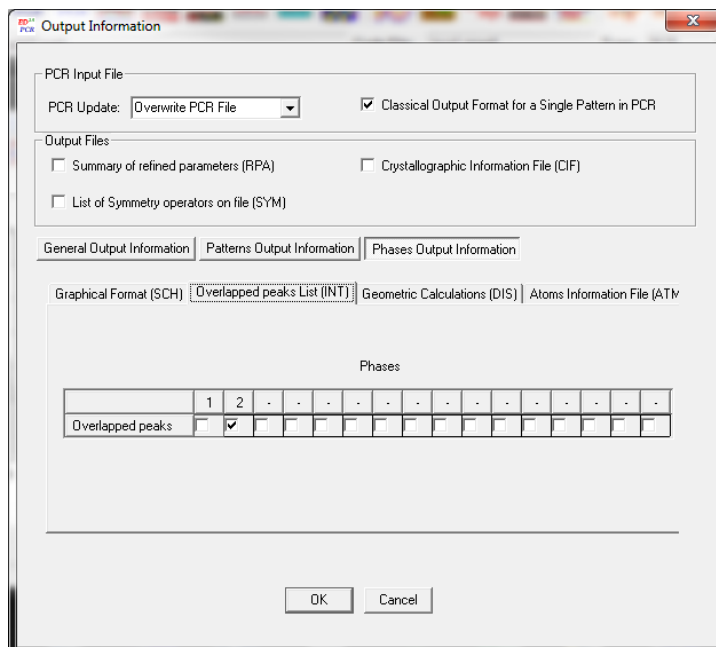 ED PCR Output Information
PCR Input File
PCR Update: Overwrite PCR File
Classical Output Format for a Single Pattern in PCR
Output Files
Summary of refined parameters (RPA)
Crystallographic Information File (CIF)
List of Symmetry operators on file (SYM)
General Output Information Patterns Output Information Phases Output Information
Graphical Format (SCH) Overlapped peaks List (INT) Geometric Calculations (DIS) Atoms Information File (ATM
Phases
1 2 - - - - - - - - - - - - - -
Overlapped peaks
OK Cancel